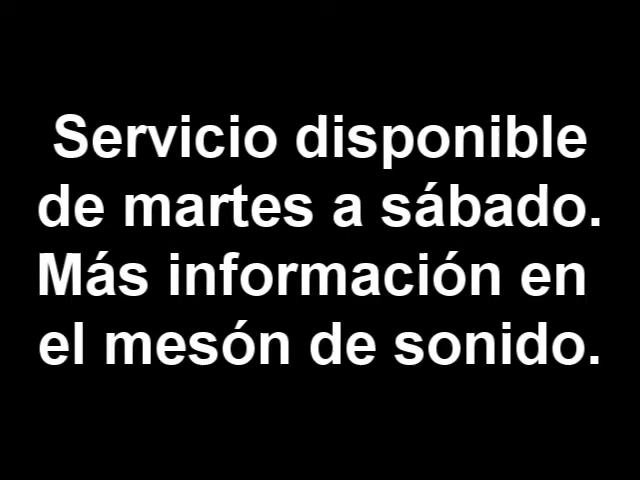 Servicio disponible
de martes a sábado.
Más información en
el mesón de sonido.